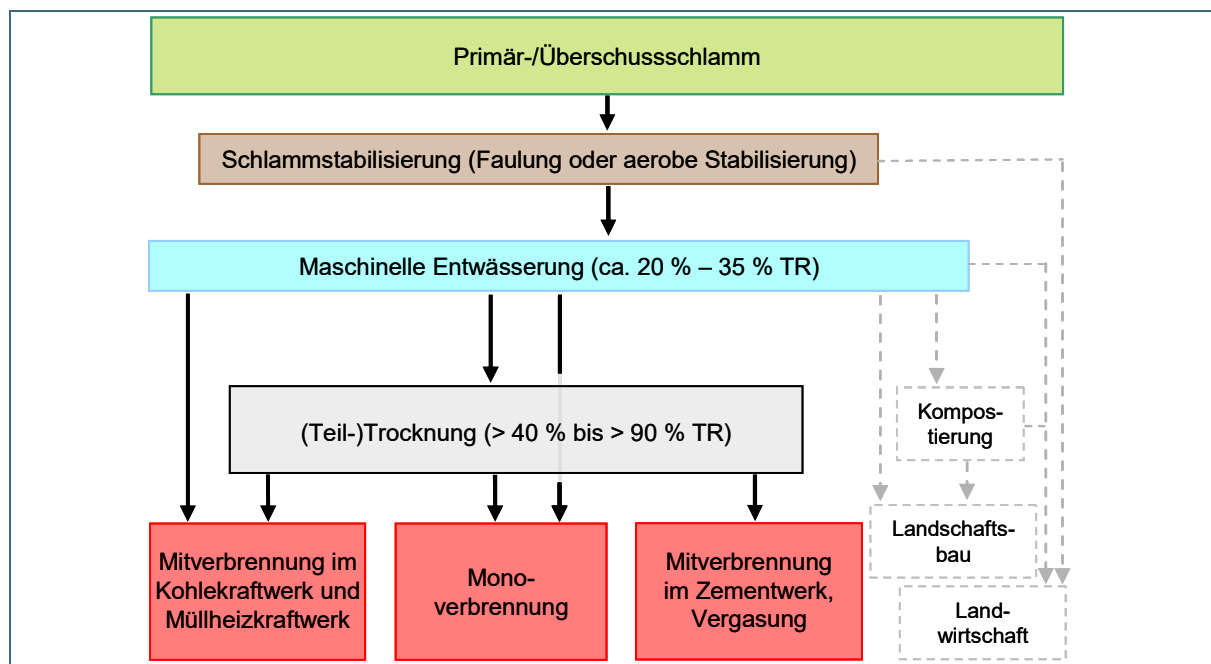 Primär-/Überschussschlamm
Schlammstabilisierung (Faulung oder aerobe Stabilisierung)
Maschinelle Entwässerung (ca. 20 % – 35 % TR)
(Teil-)Trocknung (> 40 % bis > 90 % TR)
Kompos-
tierung
Landschafts-
bau
Land-
wirtschaft
Mitverbrennung im
Kohlekraftwerk und
Müllheizkraftwerk
Mono-
verbrennung
Mitverbrennung
im Zementwerk,
Vergasung